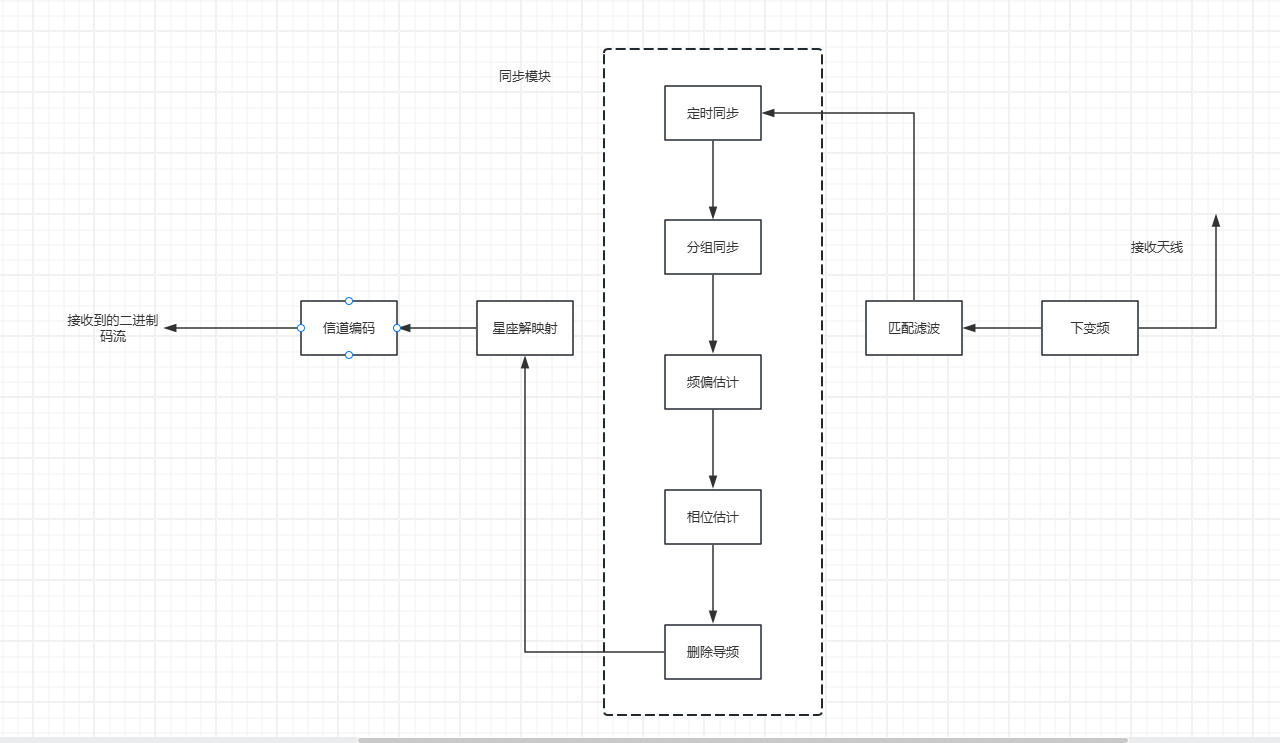 同步模块
定时同步
分组同步
接收天线
接收到的二进制
码流
信道编码
星座解映射
匹配滤波
下变频
频偏估计
相位估计
删除导频